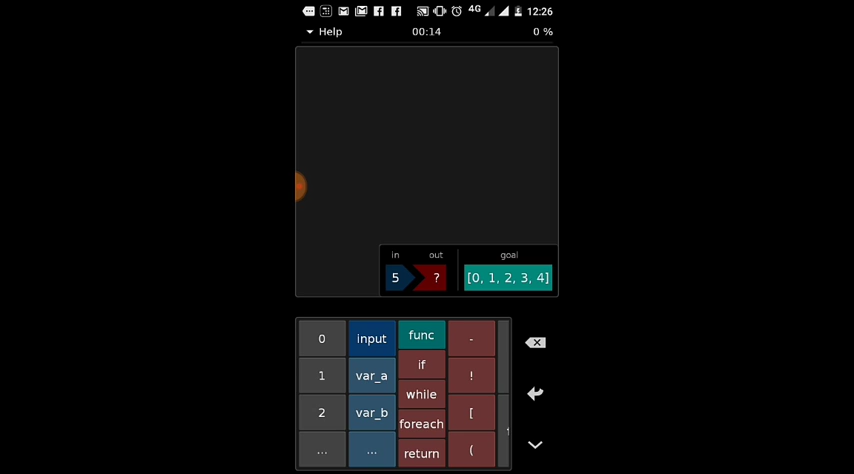 4G 12:26
Help 00:14 0 %
in out goal
5 ? [0, 1, 2, 3, 4]
0 input func -
if
1 var_a !
while
2 var_b [
foreach
... ... return (